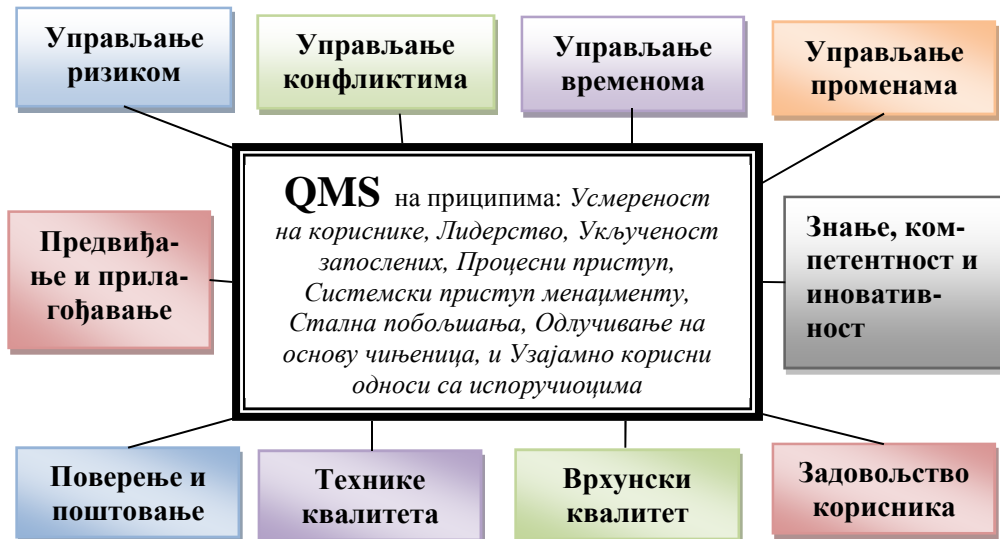 Управљање
ризиком
Управљање
конфликтима
Управљање
временома
Управљање
променама
Предвиђа-
ње и прила-
гођавање
QMS на приципима: Усмереност
на кориснике, Лидерство, Укљученост
запослених, Процесни приступ,
Системски приступ менаџменту,
Стална побољшања, Одлучивање на
основу чињеница, и Узајамно корисни
односи са испоручиоцима
Знање, ком-
петентност и
иноватив-
ност
Поверење и
поштовање
Технике
квалитета
Врхунски
квалитет
Задовољство
корисника